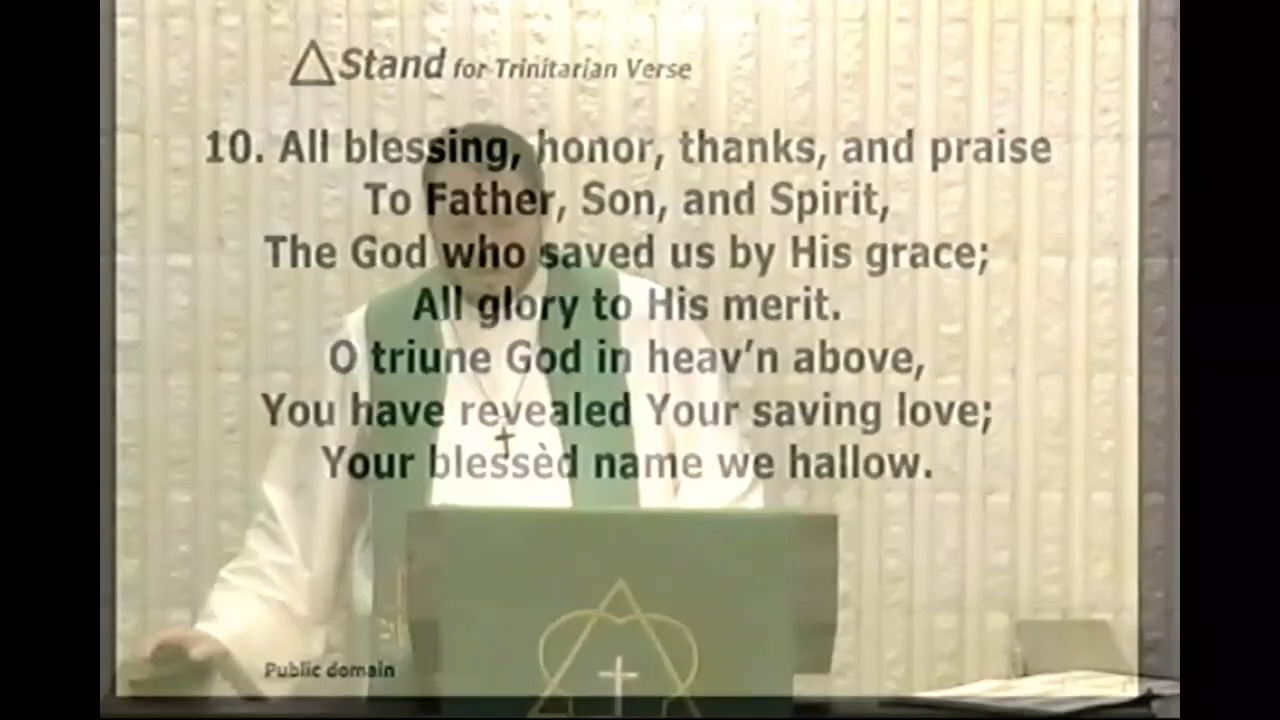 △Stand for Trinitarian Verse
10. All blessing, honor, thanks, and praise
To Father, Son, and Spirit,
The God who saved us by His grace;
All glory to His merit.
O triune God in heav’n above,
You have revealed Your saving love;
Your blessèd name we hallow.
Public domain